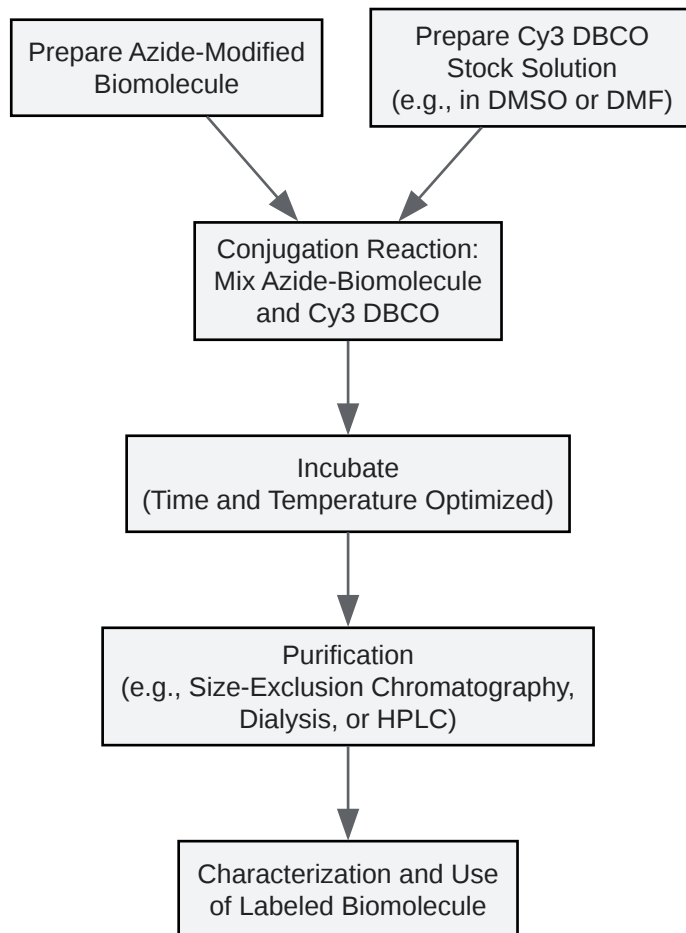 Prepare Azide-Modified
Biomolecule
Prepare Cy3 DBCO
Stock Solution
(e.g., in DMSO or DMF)
Conjugation Reaction:
Mix Azide-Biomolecule
and Cy3 DBCO
Incubate
(Time and Temperature Optimized)
Purification
(e.g., Size-Exclusion Chromatography,
Dialysis, or HPLC)
Characterization and Use
of Labeled Biomolecule